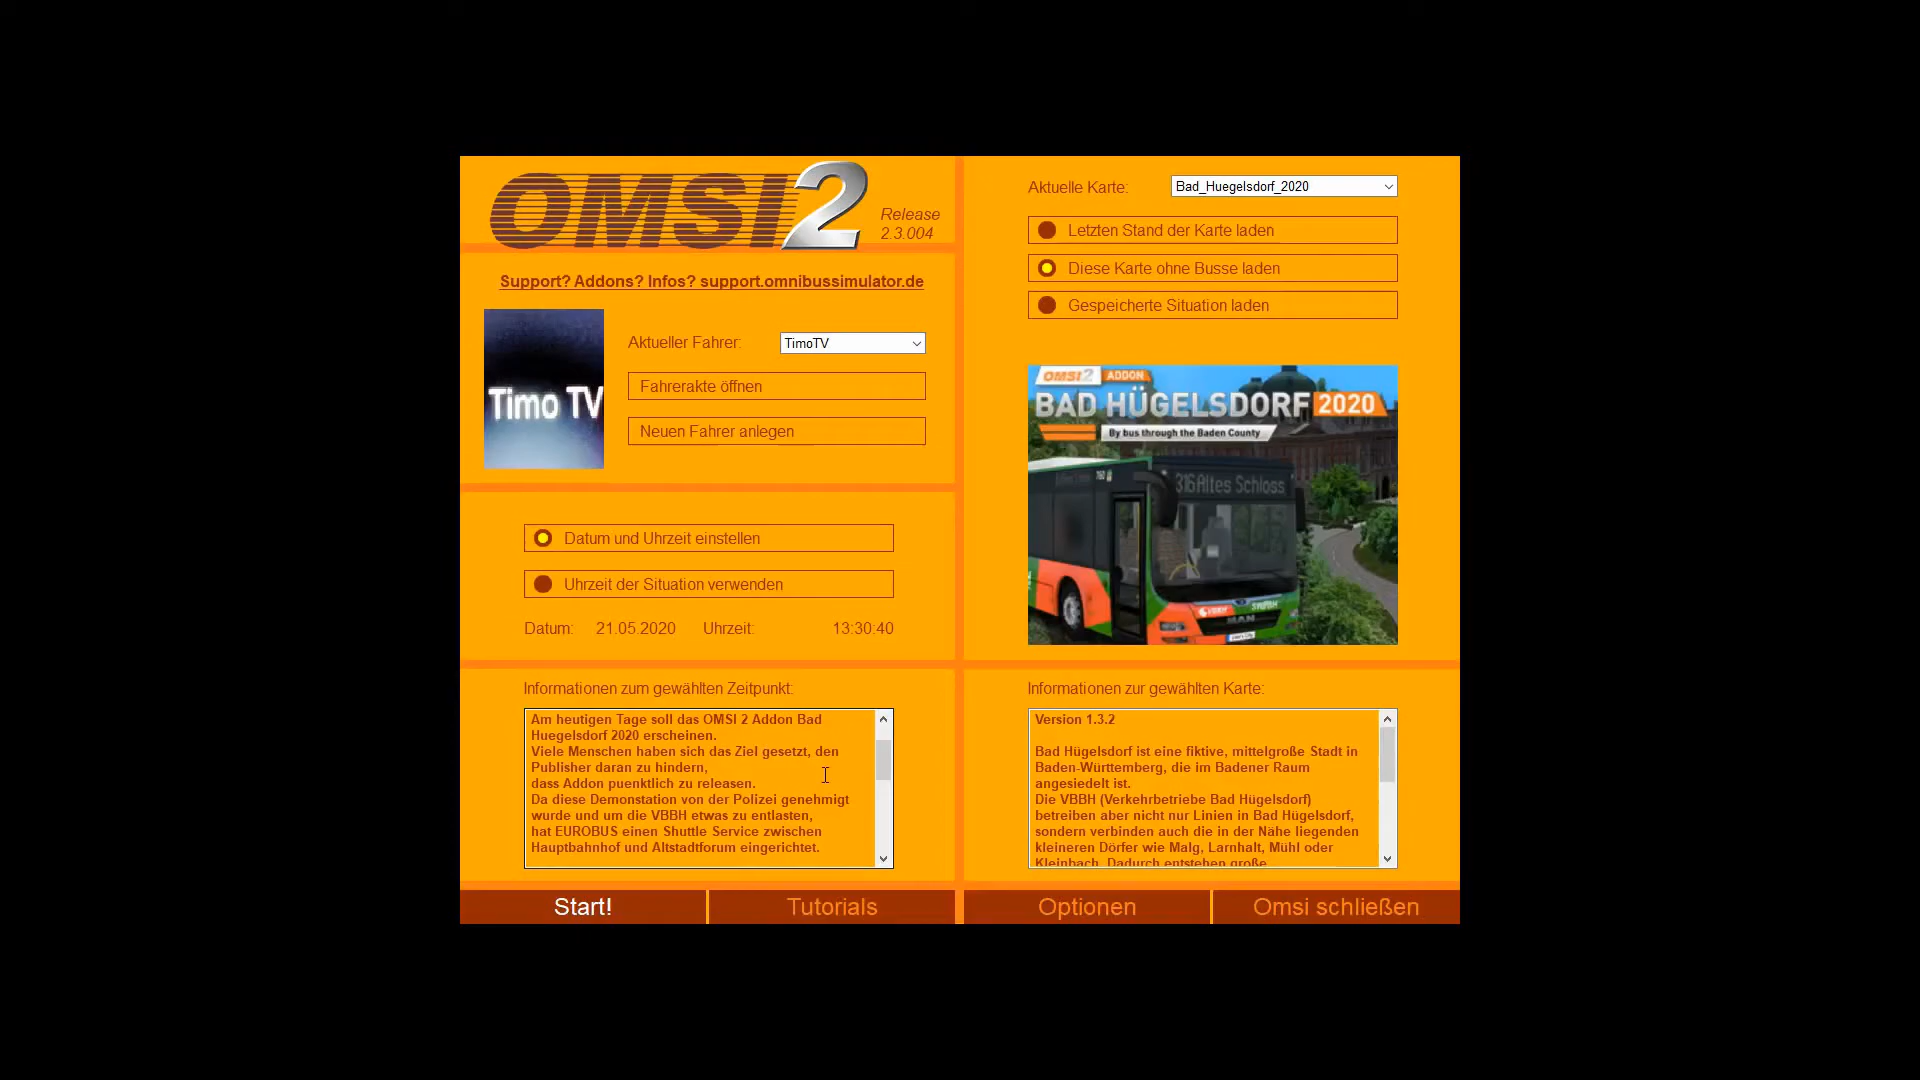 OMSI 2
Release
2.3.004
Support? Addons? Infos? support.omnibussimulator.de
Timo TV
Aktueller Fahrer:
TimoTV
Fahrerakte öffnen
Neuen Fahrer anlegen
Datum und Uhrzeit einstellen
Uhrzeit der Situation verwenden
Datum: 21.05.2020 Uhrzeit: 13:30:40
Informationen zum gewählten Zeitpunkt:
Am heutigen Tage soll das OMSI 2 Addon Bad
Huegelsdorf 2020 erscheinen.
Viele Menschen haben sich das Ziel gesetzt, den
Publisher daran zu hindern,
dass Addon puenktlich zu releasen.
Da diese Demonstation von der Polizei genehmigt
wurde und um die VBBH etwas zu entlasten,
hat EUROBUS einen Shuttle Service zwischen
Hauptbahnhof und Altstadtforum eingerichtet.
Aktuelle Karte:
Bad_Huegelsdorf_2020
Letzten Stand der Karte laden
Diese Karte ohne Busse laden
Gespeicherte Situation laden
OMSI 2 ADDON
BAD HÜGELSDORF 2020
By bus through the Baden County
760
316 Altes Schloss
VBBH
MAN
Informationen zur gewählten Karte:
Version 1.3.2
Bad Hügelsdorf ist eine fiktive, mittelgroße Stadt in
Baden-Württemberg, die im Badener Raum
angesiedelt ist.
Die VBBH (Verkehrbetriebe Bad Hügelsdorf)
betreiben aber nicht nur Linien in Bad Hügelsdorf,
sondern verbinden auch die in der Nähe liegenden
kleineren Dörfer wie Malg, Larnhalt, Mühl oder
Kleinbach. Dadurch entstehen große
Start!
Tutorials
Optionen
Omsi schließen